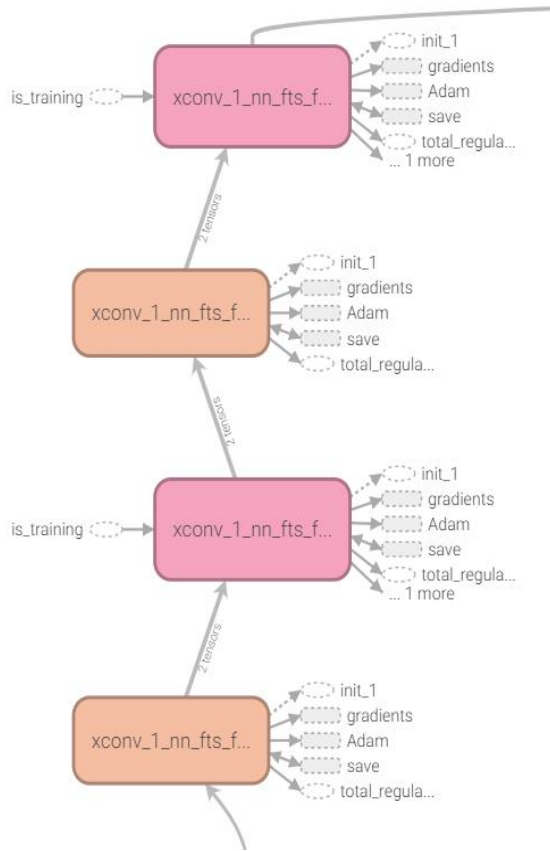 init_1
gradients
is_training
xconv_1_nn_fts_f...
Adam
save
total_regula...
... 1 more
2 tensors
init_1
gradients
xconv_1_nn_fts_f...
Adam
save
total_regula...
2 tensors
init_1
gradients
is_training
xconv_1_nn_fts_f...
Adam
save
total_regula...
... 1 more
2 tensors
init_1
gradients
xconv_1_nn_fts_f...
Adam
save
total_regula...